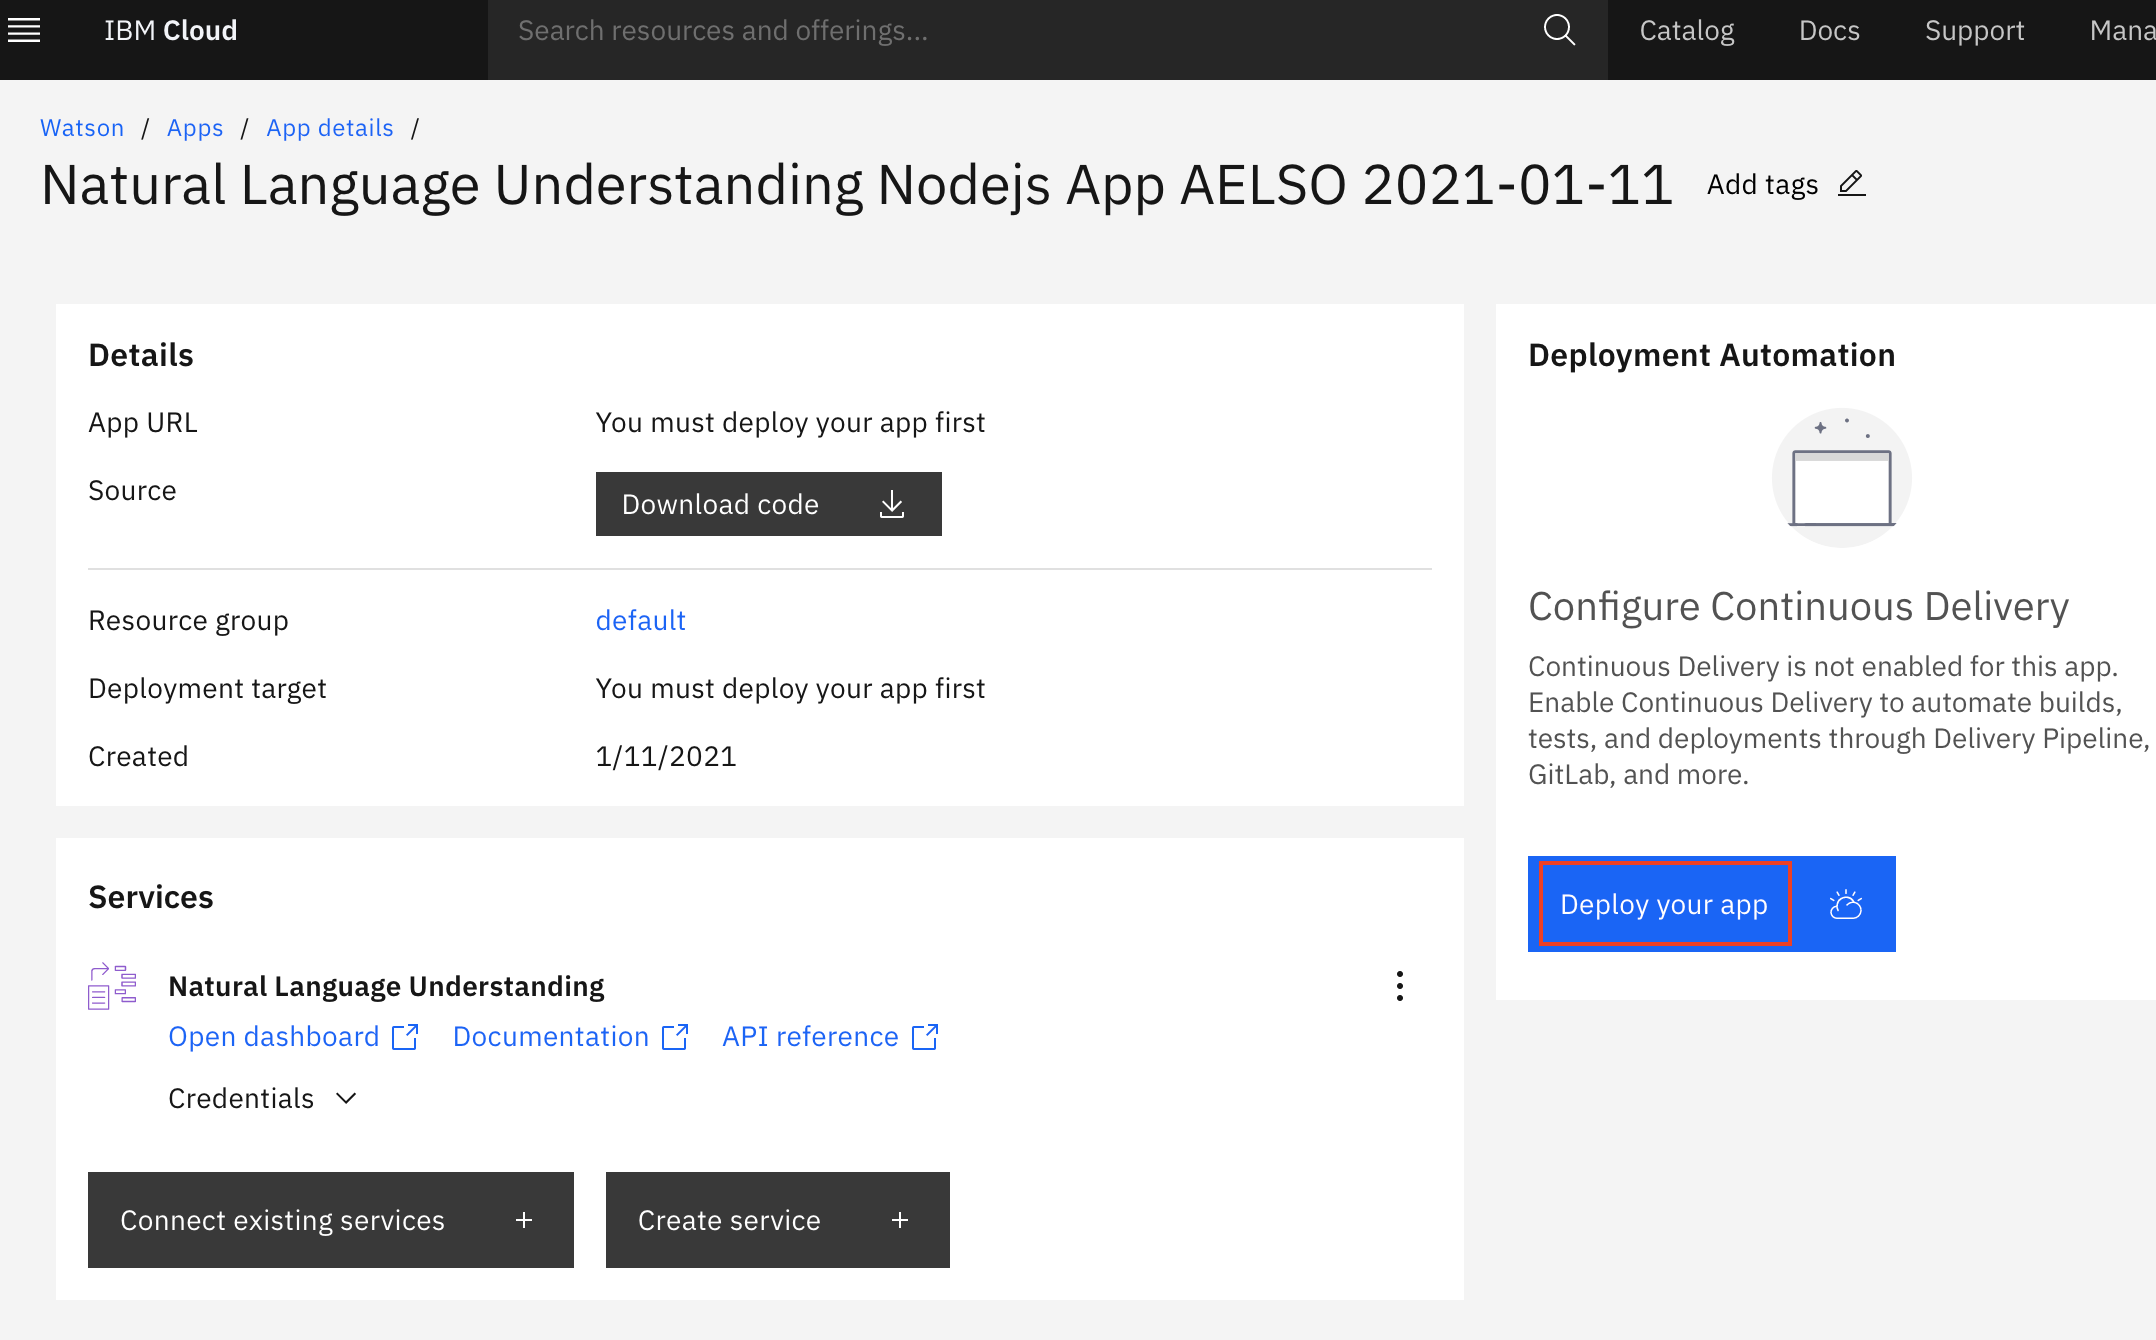 IBM Cloud
Search resources and offerings...
Catalog
Docs
Support
Mana
Watson / Apps / App details /
Natural Language Understanding Nodejs App AELSO 2021-01-11
Add tags
Details
App URL
You must deploy your app first
Source
Download code
Resource group
default
Deployment target
You must deploy your app first
Created
1/11/2021
Services
Natural Language Understanding
Open dashboard
Documentation
API reference
Credentials
Connect existing services +
Create service +
Deployment Automation
Configure Continuous Delivery
Continuous Delivery is not enabled for this app.
Enable Continuous Delivery to automate builds,
tests, and deployments through Delivery Pipeline,
GitLab, and more.
Deploy your app